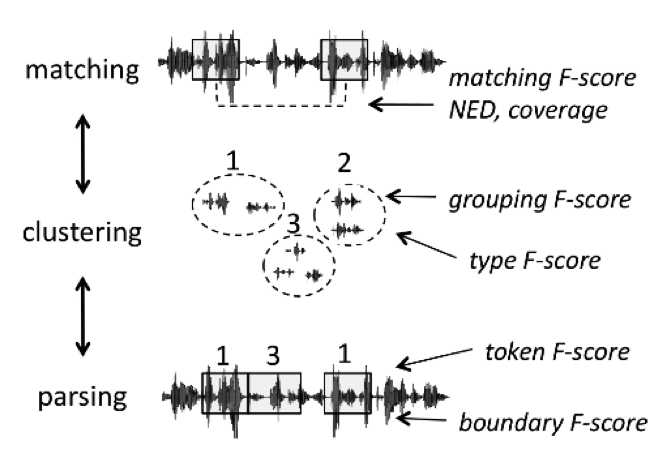 matching
matching F-score
NED, coverage
1
2
clustering
grouping F-score
3
type F-score
1 3 1
token F-score
parsing
boundary F-score